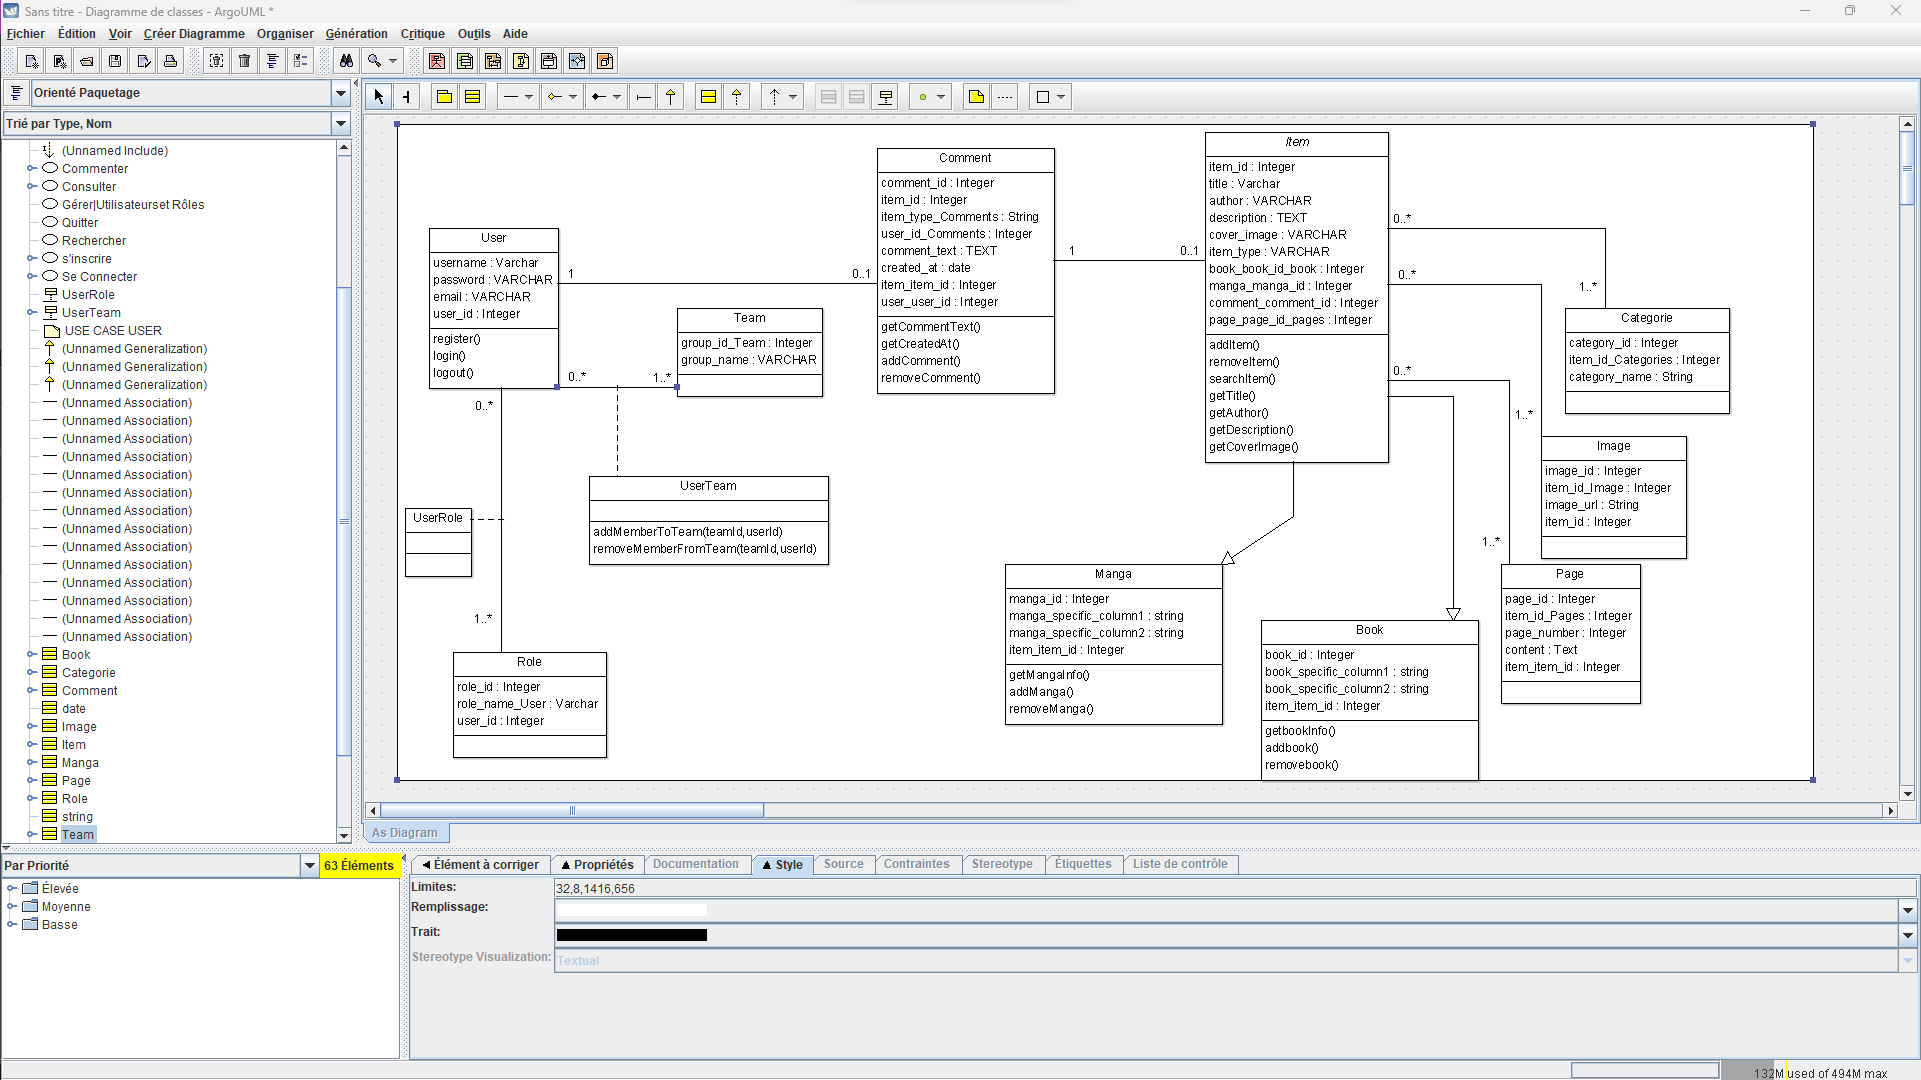 Sans titre - Diagramme de classes - ArgoUML *
Fichier Édition Voir Créer Diagramme Organiser Génération Critique Outils Aide
Orienté Paquetage
Trié par Type, Nom
(Unnamed Include)
Commenter
Consulter
Gérer|Utilisateurset Rôles
Quitter
Rechercher
s'inscrire
Se Connecter
UserRole
UserTeam
USE CASE USER
(Unnamed Generalization)
(Unnamed Generalization)
(Unnamed Generalization)
(Unnamed Association)
(Unnamed Association)
(Unnamed Association)
(Unnamed Association)
(Unnamed Association)
(Unnamed Association)
(Unnamed Association)
(Unnamed Association)
(Unnamed Association)
(Unnamed Association)
(Unnamed Association)
(Unnamed Association)
(Unnamed Association)
(Unnamed Association)
Book
Categorie
Comment
date
Image
Item
Manga
Page
Role
string
Team
User
username : Varchar
password : VARCHAR
email : VARCHAR
user_id : Integer
register()
login()
logout()
1
0..1
0..*
1..*
0..*
1..*
Team
group_id_Team : Integer
group_name : VARCHAR
UserTeam
addMemberToTeam(teamId,userId)
removeMemberFromTeam(teamId,userId)
UserRole
Role
role_id : Integer
role_name_User : Varchar
user_id : Integer
Comment
comment_id : Integer
item_id : Integer
item_type_Comments : String
user_id_Comments : Integer
comment_text : TEXT
created_at : date
item_item_id : Integer
user_user_id : Integer
getCommentText()
getCreatedAt()
addComment()
removeComment()
1
0..1
Item
item_id : Integer
title : Varchar
author : VARCHAR
description : TEXT
cover_image : VARCHAR
item_type : VARCHAR
book_book_id_book : Integer
manga_manga_id : Integer
comment_comment_id : Integer
page_page_id_pages : Integer
addItem()
removeItem()
searchItem()
getTitle()
getAuthor()
getDescription()
getCoverImage()
0..*
0..*
0..*
1..*
1..*
1..*
Categorie
category_id : Integer
item_id_Categories : Integer
category_name : String
Image
image_id : Integer
item_id_Image : Integer
image_url : String
item_id : Integer
Page
page_id : Integer
item_id_Pages : Integer
page_number : Integer
content : Text
item_item_id : Integer
Manga
manga_id : Integer
manga_specific_column1 : string
manga_specific_column2 : string
item_item_id : Integer
getMangaInfo()
addManga()
removeManga()
Book
book_id : Integer
book_specific_column1 : string
book_specific_column2 : string
item_item_id : Integer
getbookInfo()
addbook()
removebook()
As Diagram
Par Priorité
63 Éléments
Élevée
Moyenne
Basse
Élément à corriger Propriétés Documentation Style Source Contraintes Stereotype Étiquettes Liste de contrôle
Limites: 32,8,1416,656
Remplissage:
Trait:
Stereotype Visualization: Textual
132M used of 494M max